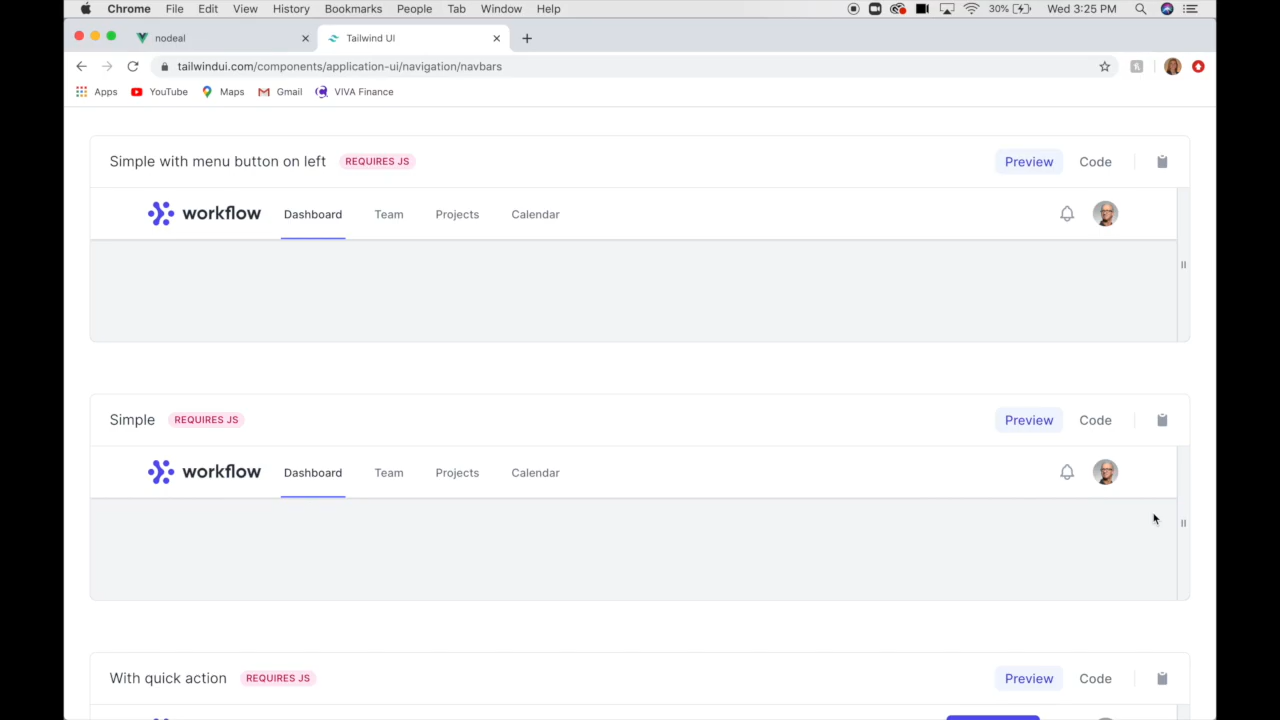 Chrome File Edit View History Bookmarks People Tab Window Help 30% Wed 3:25 PM
nodeal Tailwind UI
tailwindui.com/components/application-ui/navigation/navbars
Apps YouTube Maps Gmail VIVA Finance
Simple with menu button on left REQUIRES JS Preview Code
workflow Dashboard Team Projects Calendar
Simple REQUIRES JS Preview Code
workflow Dashboard Team Projects Calendar
With quick action REQUIRES JS Preview Code